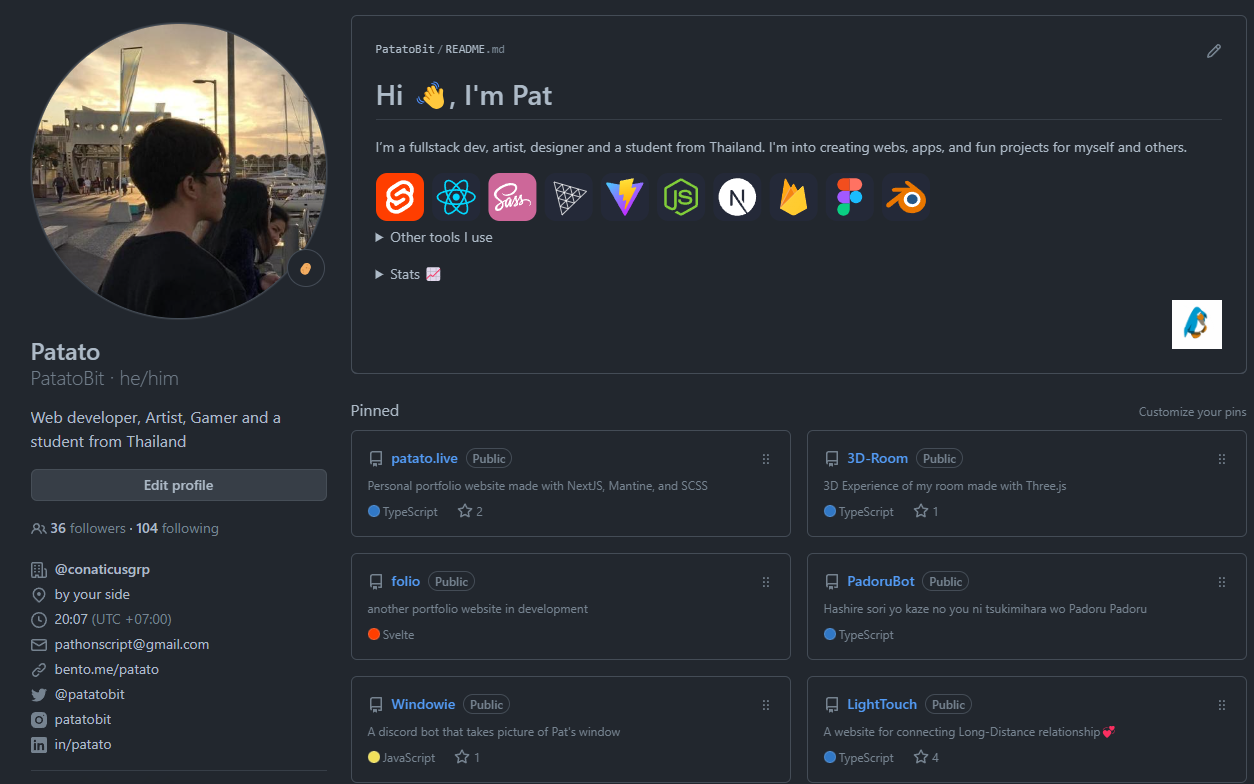 Patato
PatatoBit · he/him
Web developer, Artist, Gamer and a
student from Thailand
Edit profile
36 followers · 104 following
@conaticusgrp
by your side
20:07 (UTC +07:00)
pathonscript@gmail.com
bento.me/patato
@patatobit
patatobit
in/patato
PatatoBit / README.md
Hi 👋, I'm Pat
I'm a fullstack dev, artist, designer and a student from Thailand. I'm into creating webs, apps, and fun projects for myself and others.
Sass
JS
N
Other tools I use
Stats 📈
Pinned
Customize your pins
patato.live Public
Personal portfolio website made with NextJS, Mantine, and SCSS
TypeScript 2
3D-Room Public
3D Experience of my room made with Three.js
TypeScript 1
folio Public
another portfolio website in development
Svelte
PadoruBot Public
Hashire sori yo kaze no you ni tsukimihara wo Padoru Padoru
TypeScript
Windowie Public
A discord bot that takes picture of Pat's window
JavaScript 1
LightTouch Public
A website for connecting Long-Distance relationship💞
TypeScript 4